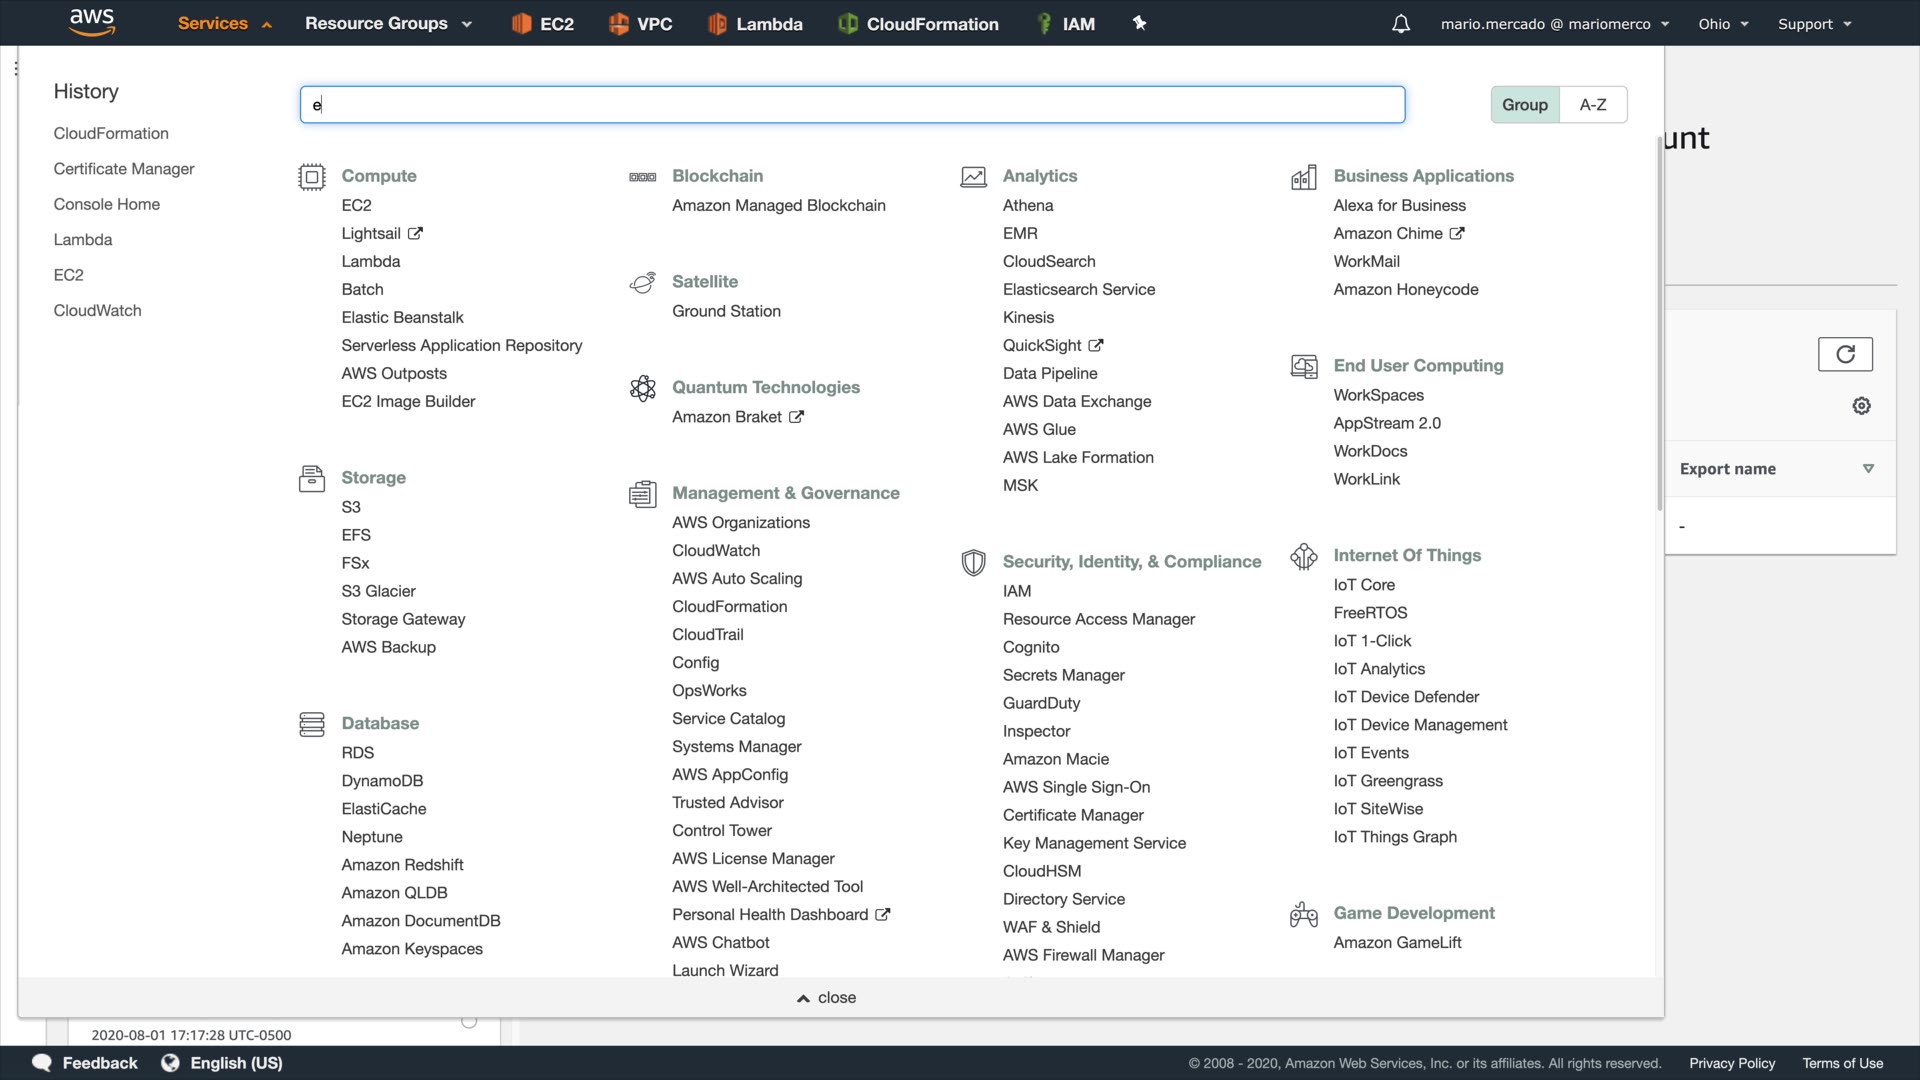 aws
Services
Resource Groups
EC2
VPC
Lambda
CloudFormation
IAM
mario.mercado @ mariomerco
Ohio
Support
History
CloudFormation
Certificate Manager
Console Home
Lambda
EC2
CloudWatch
e
Group
A-Z
Compute
EC2
Lightsail
Lambda
Batch
Elastic Beanstalk
Serverless Application Repository
AWS Outposts
EC2 Image Builder
Storage
S3
EFS
FSx
S3 Glacier
Storage Gateway
AWS Backup
Database
RDS
DynamoDB
ElastiCache
Neptune
Amazon Redshift
Amazon QLDB
Amazon DocumentDB
Amazon Keyspaces
Blockchain
Amazon Managed Blockchain
Satellite
Ground Station
Quantum Technologies
Amazon Braket
Management & Governance
AWS Organizations
CloudWatch
AWS Auto Scaling
CloudFormation
CloudTrail
Config
OpsWorks
Service Catalog
Systems Manager
AWS AppConfig
Trusted Advisor
Control Tower
AWS License Manager
AWS Well-Architected Tool
Personal Health Dashboard
AWS Chatbot
Launch Wizard
Analytics
Athena
EMR
CloudSearch
Elasticsearch Service
Kinesis
QuickSight
Data Pipeline
AWS Data Exchange
AWS Glue
AWS Lake Formation
MSK
Security, Identity, & Compliance
IAM
Resource Access Manager
Cognito
Secrets Manager
GuardDuty
Inspector
Amazon Macie
AWS Single Sign-On
Certificate Manager
Key Management Service
CloudHSM
Directory Service
WAF & Shield
AWS Firewall Manager
Business Applications
Alexa for Business
Amazon Chime
WorkMail
Amazon Honeycode
End User Computing
WorkSpaces
AppStream 2.0
WorkDocs
WorkLink
Internet Of Things
IoT Core
FreeRTOS
IoT 1-Click
IoT Analytics
IoT Device Defender
IoT Device Management
IoT Events
IoT Greengrass
IoT SiteWise
IoT Things Graph
Game Development
Amazon GameLift
unt
Export name
-
close
2020-08-01 17:17:28 UTC-0500
Feedback
English (US)
© 2008 - 2020, Amazon Web Services, Inc. or its affiliates. All rights reserved.
Privacy Policy
Terms of Use